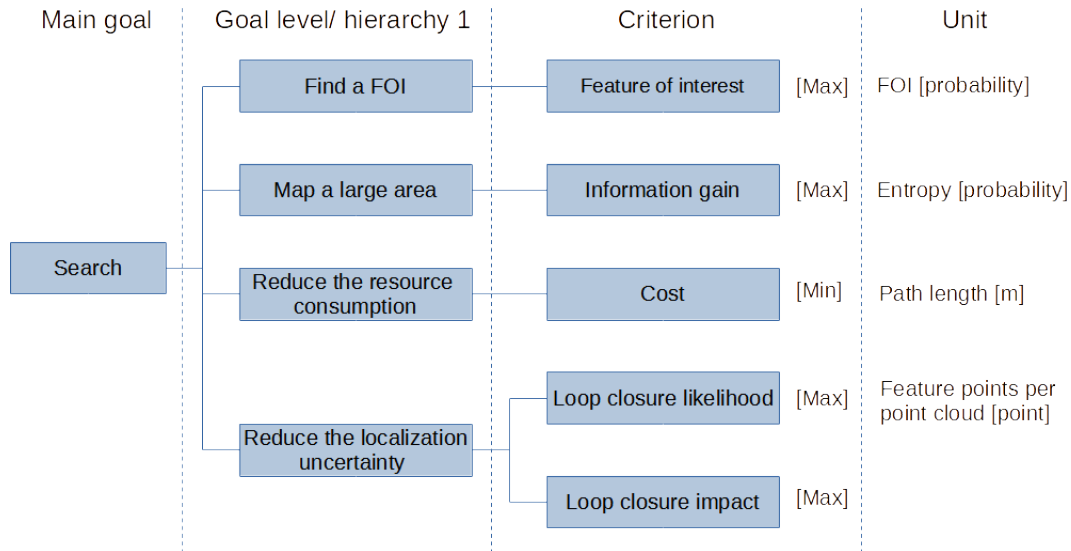 Main goal
Goal level/ hierarchy 1
Criterion
Unit
Find a FOI
Feature of interest
[Max]
FOI [probability]
Map a large area
Information gain
[Max]
Entropy [probability]
Search
Reduce the resource
consumption
Cost
[Min]
Path length [m]
Loop closure likelihood
[Max]
Feature points per
point cloud [point]
Reduce the localization
uncertainty
Loop closure impact
[Max]